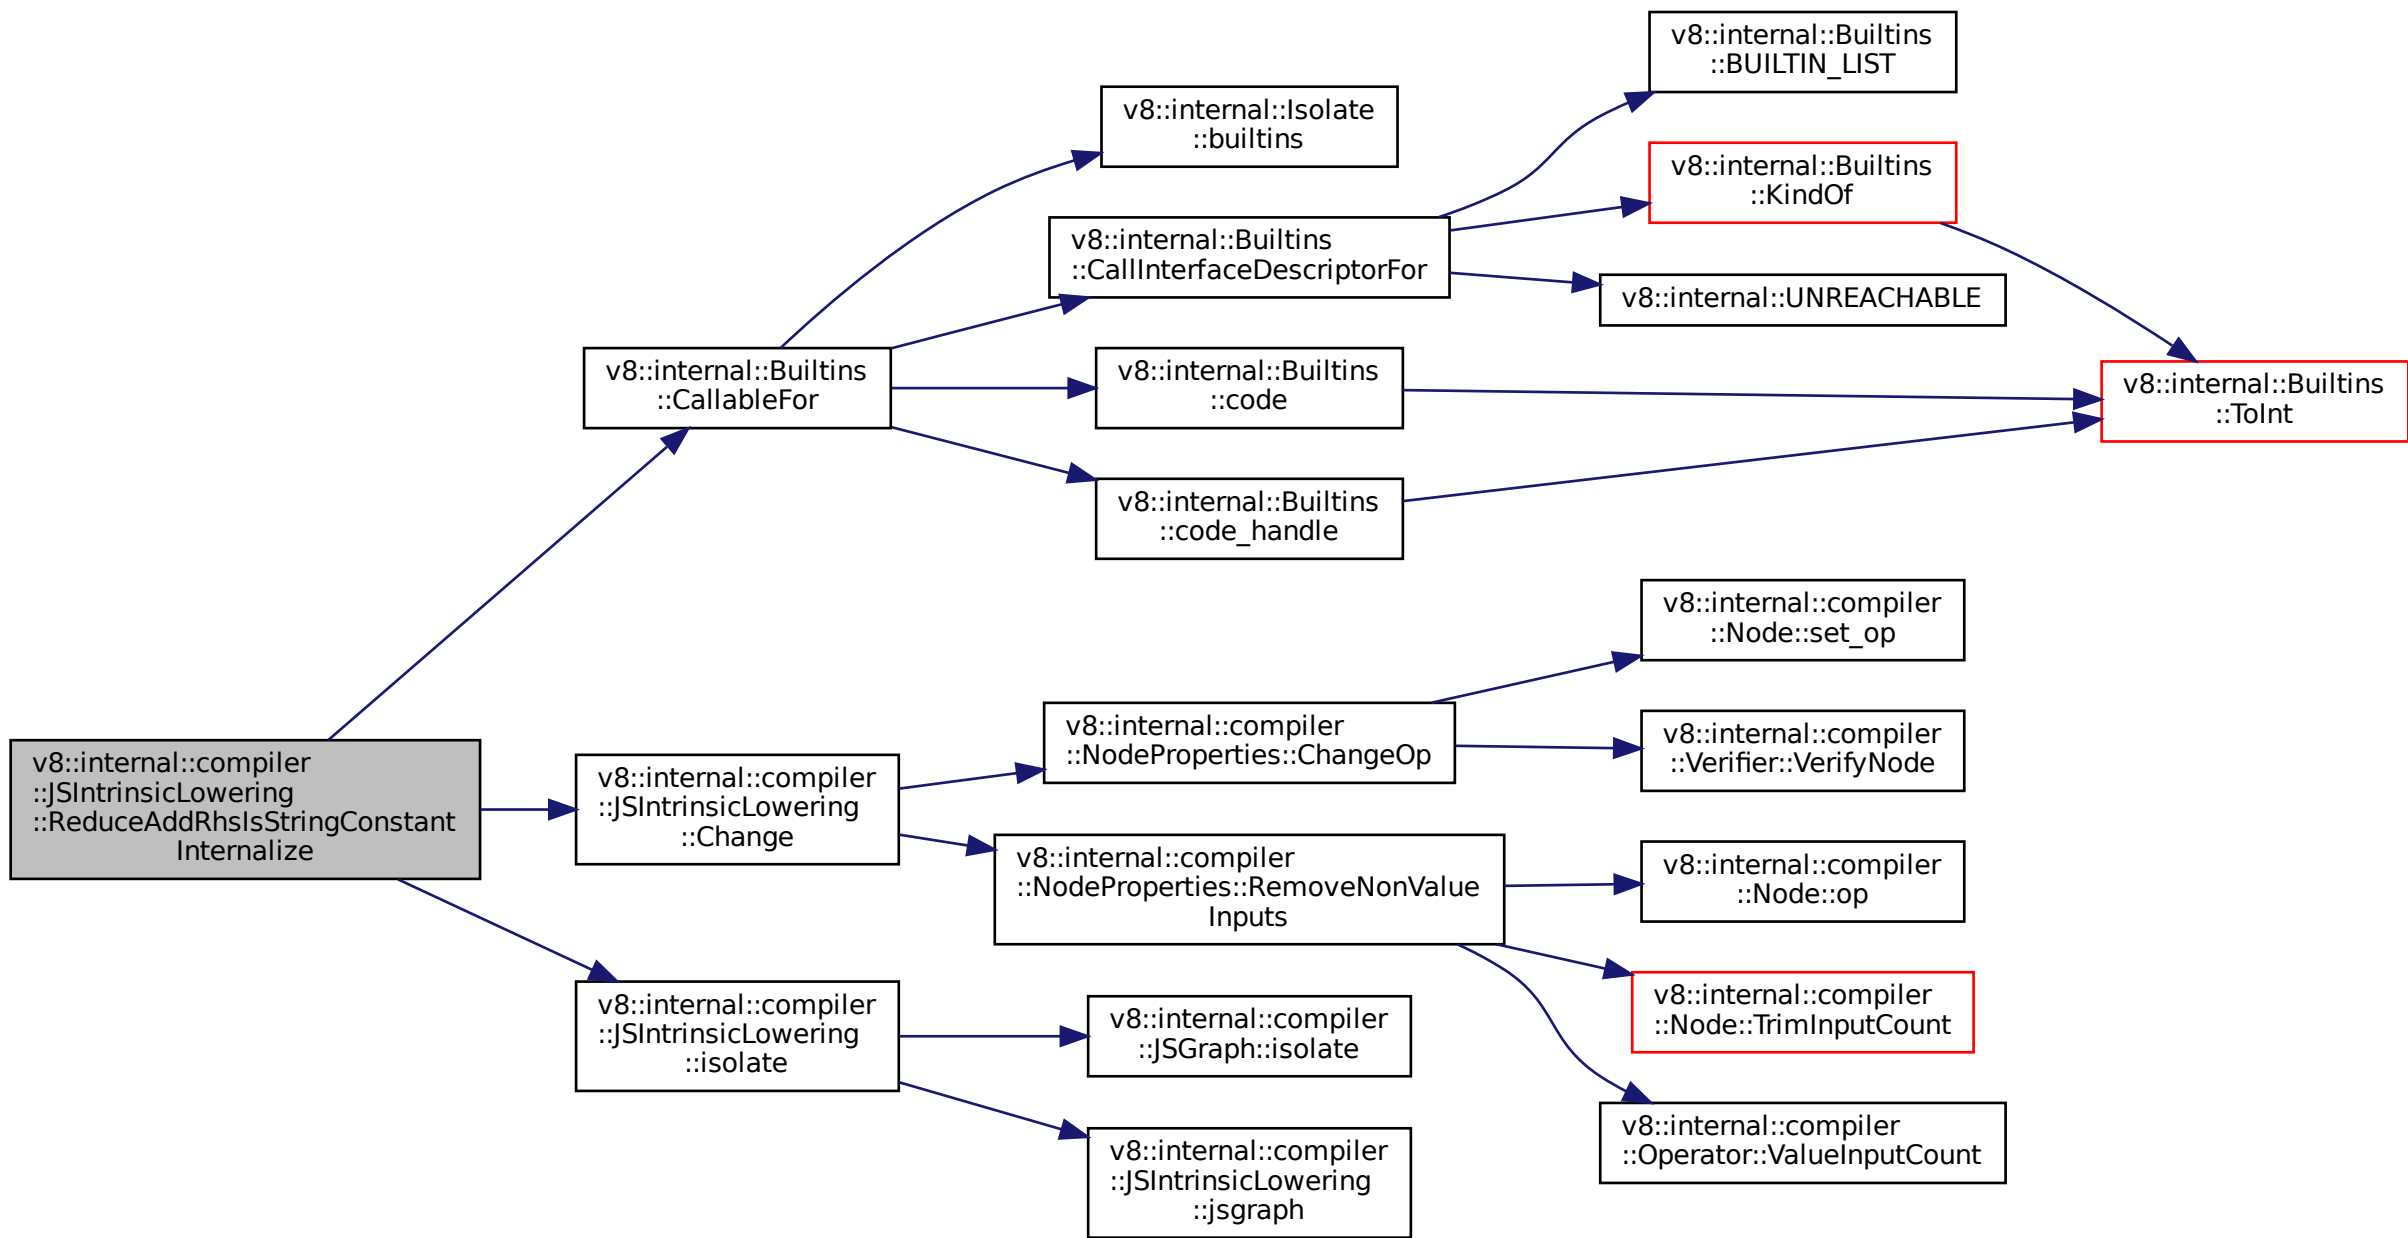 v8::internal::compiler
::JSIntrinsicLowering
::ReduceAddRhsIsStringConstant
Internalize
v8::internal::Builtins
::CallableFor
v8::internal::compiler
::JSIntrinsicLowering
::Change
v8::internal::compiler
::JSIntrinsicLowering
::isolate
v8::internal::Isolate
::builtins
v8::internal::Builtins
::CallInterfaceDescriptorFor
v8::internal::Builtins
::code
v8::internal::Builtins
::code_handle
v8::internal::compiler
::NodeProperties::ChangeOp
v8::internal::compiler
::NodeProperties::RemoveNonValue
Inputs
v8::internal::compiler
::JSGraph::isolate
v8::internal::compiler
::JSIntrinsicLowering
::jsgraph
v8::internal::Builtins
::BUILTIN_LIST
v8::internal::Builtins
::KindOf
v8::internal::UNREACHABLE
v8::internal::compiler
::Node::set_op
v8::internal::compiler
::Verifier::VerifyNode
v8::internal::compiler
::Node::op
v8::internal::compiler
::Node::TrimInputCount
v8::internal::compiler
::Operator::ValueInputCount
v8::internal::Builtins
::ToInt